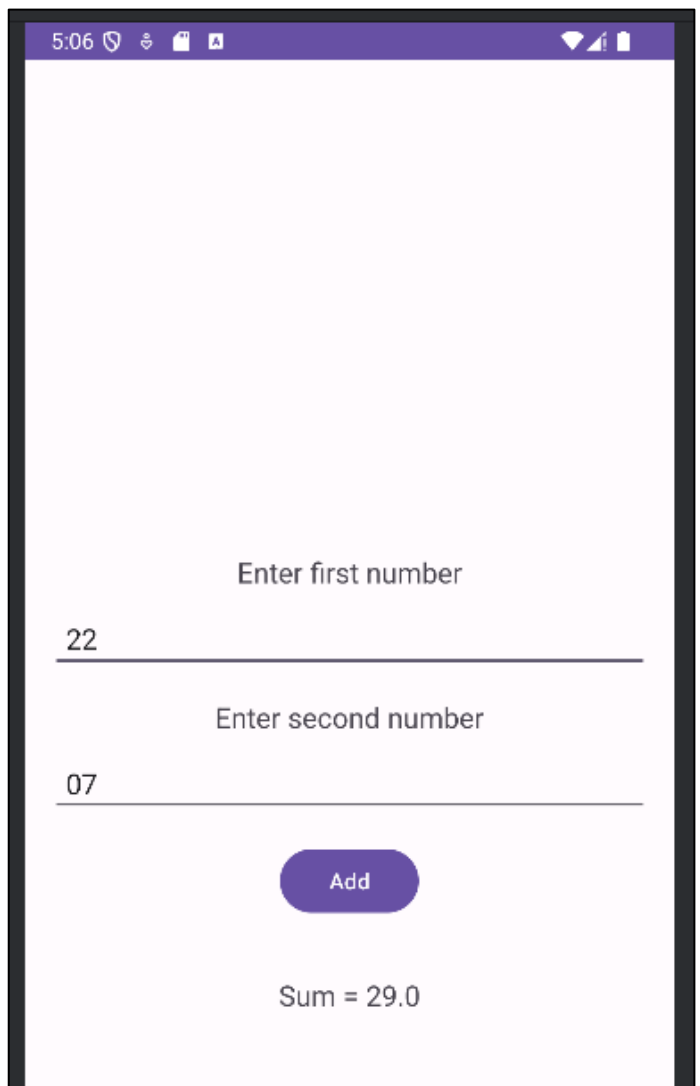 5:06
Enter first number
22
Enter second number
07
Add
Sum = 29.0